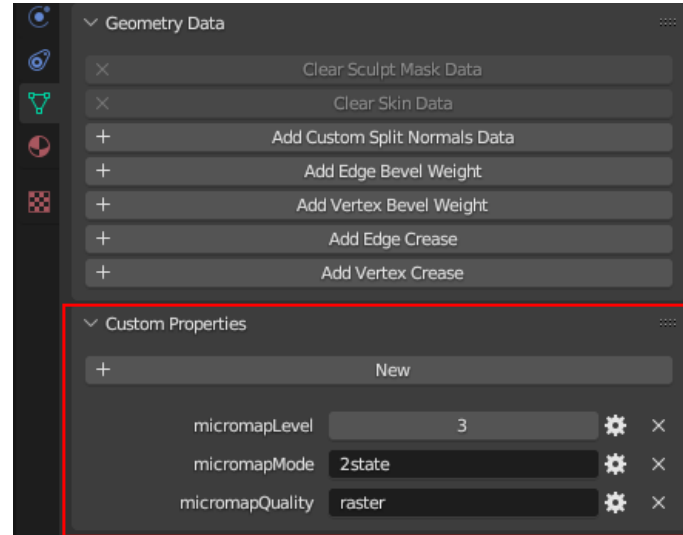 Geometry Data
Clear Sculpt Mask Data
Clear Skin Data
Add Custom Split Normals Data
Add Edge Bevel Weight
Add Vertex Bevel Weight
Add Edge Crease
Add Vertex Crease
Custom Properties
New
micromapLevel 3
micromapMode 2state
micromapQuality raster